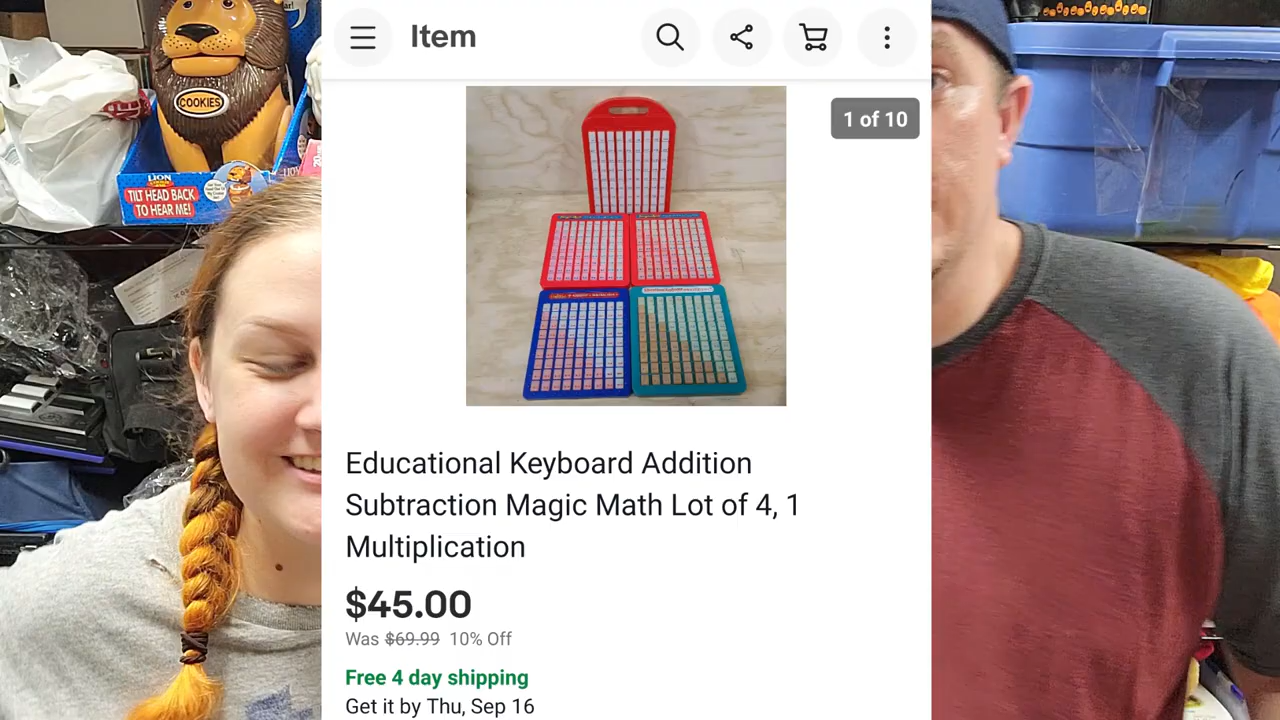 Item
1 of 10
COOKIES
LION
TILT HEAD BACK
TO HEAR ME!
Educational Keyboard Addition
Subtraction Magic Math Lot of 4, 1
Multiplication
$45.00
Was $69.99 10% Off
Free 4 day shipping
Get it by Thu, Sep 16